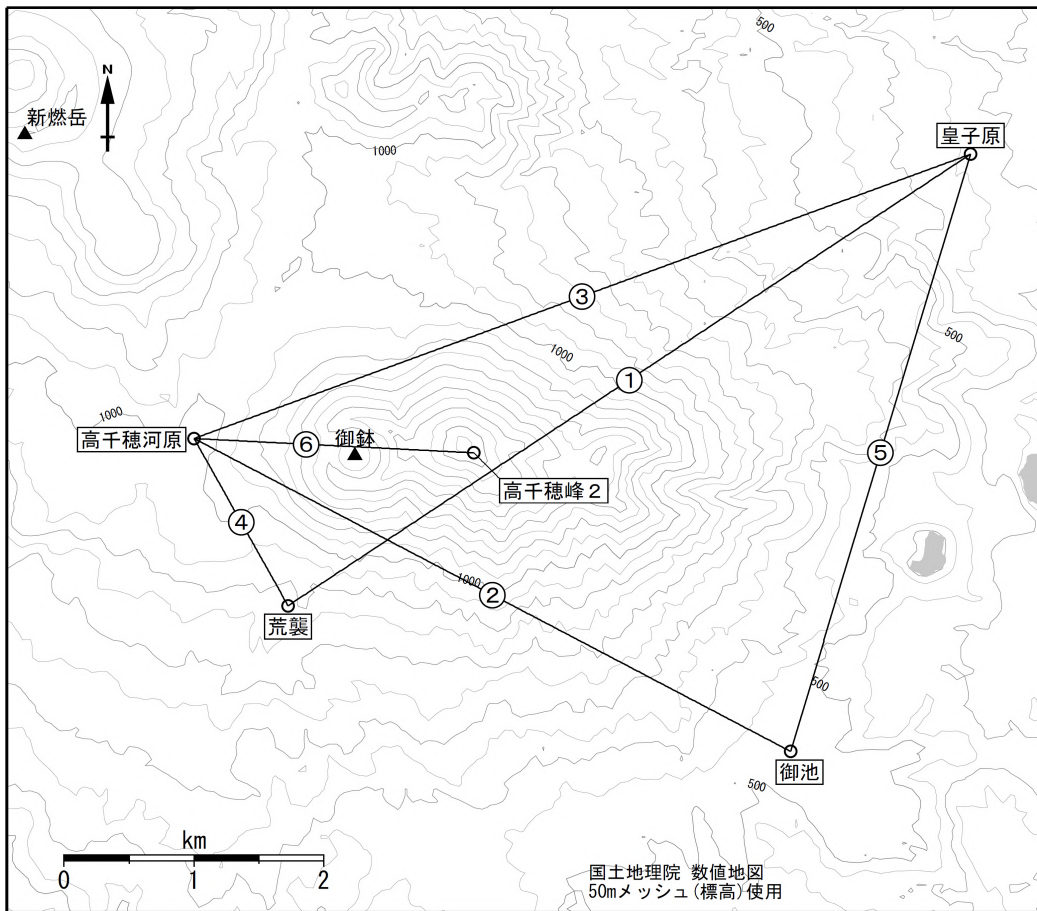 500
N
新燃岳
皇子原
1000
③
1000
①
500
1000
高千穂河原
⑥
御鉢
⑤
高千穂峰２
④
1000
②
荒襲
500
御池
500
km
0 1 2
国土地理院 数値地図
50mメッシュ(標高)使用